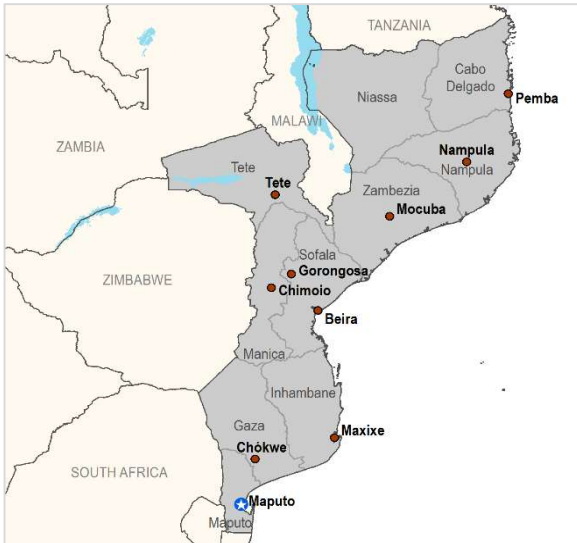 TANZANIA
Cabo
Delgado
Niassa
Pemba
MALAWI
ZAMBIA
Nampula
Nampula
Tete
Tete
Zambezia
Mocuba
Sofala
Gorongosa
ZIMBABWE
Chimoio
Beira
Manica
Inhambane
Gaza
Maxixe
Chókwe
SOUTH AFRICA
Maputo
Maputo